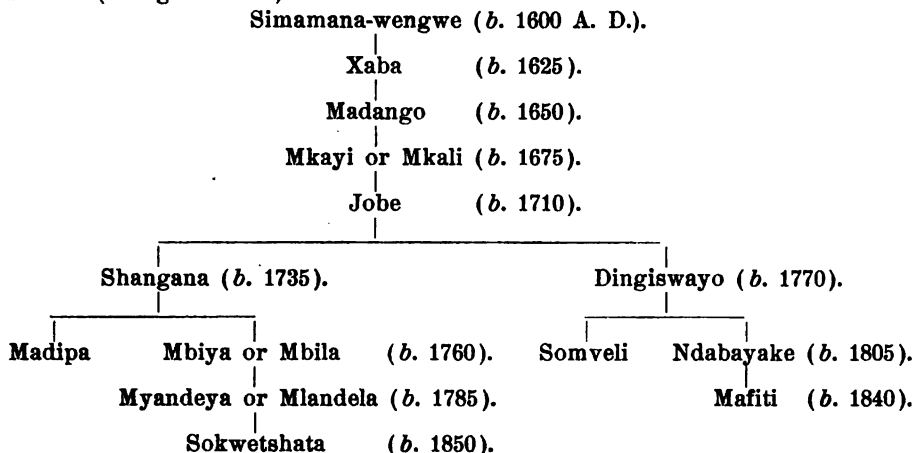 Simamana-wengwe (b. 1600 A. D.).
Xaba (b. 1625).
Madango (b. 1650).
Mkayi or Mkali (b. 1675).
Jobe (b. 1710).
Shangana (b. 1735). Dingiswayo (b. 1770).
Madipa Mbiya or Mbila (b. 1760). Somveli Ndabayake (b. 1805).
Myandeya or Mlandela (b. 1785). Mafiti (b. 1840).
Sokwetshata (b. 1850).